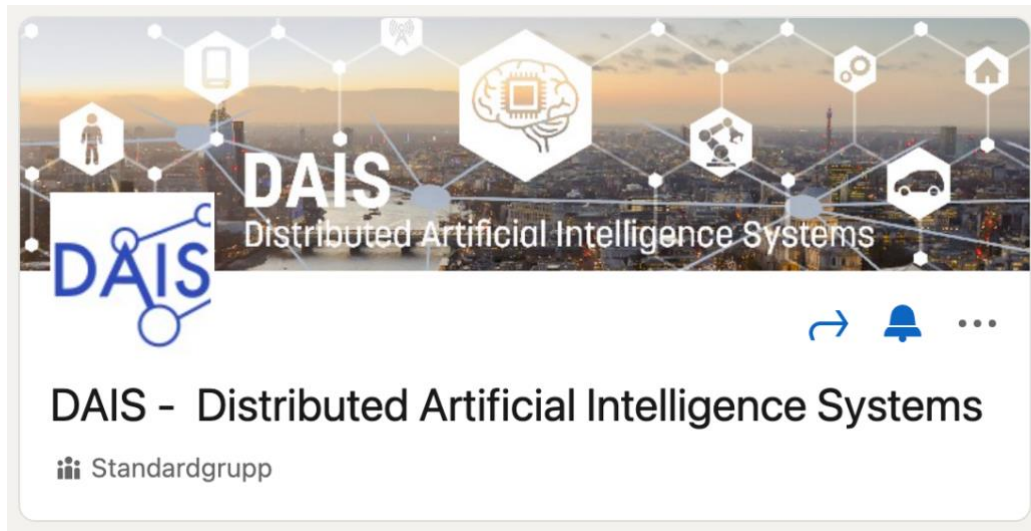 DAIS
Distributed Artificial Intelligence Systems
DAIS
DAIS - Distributed Artificial Intelligence Systems
Standardgrupp